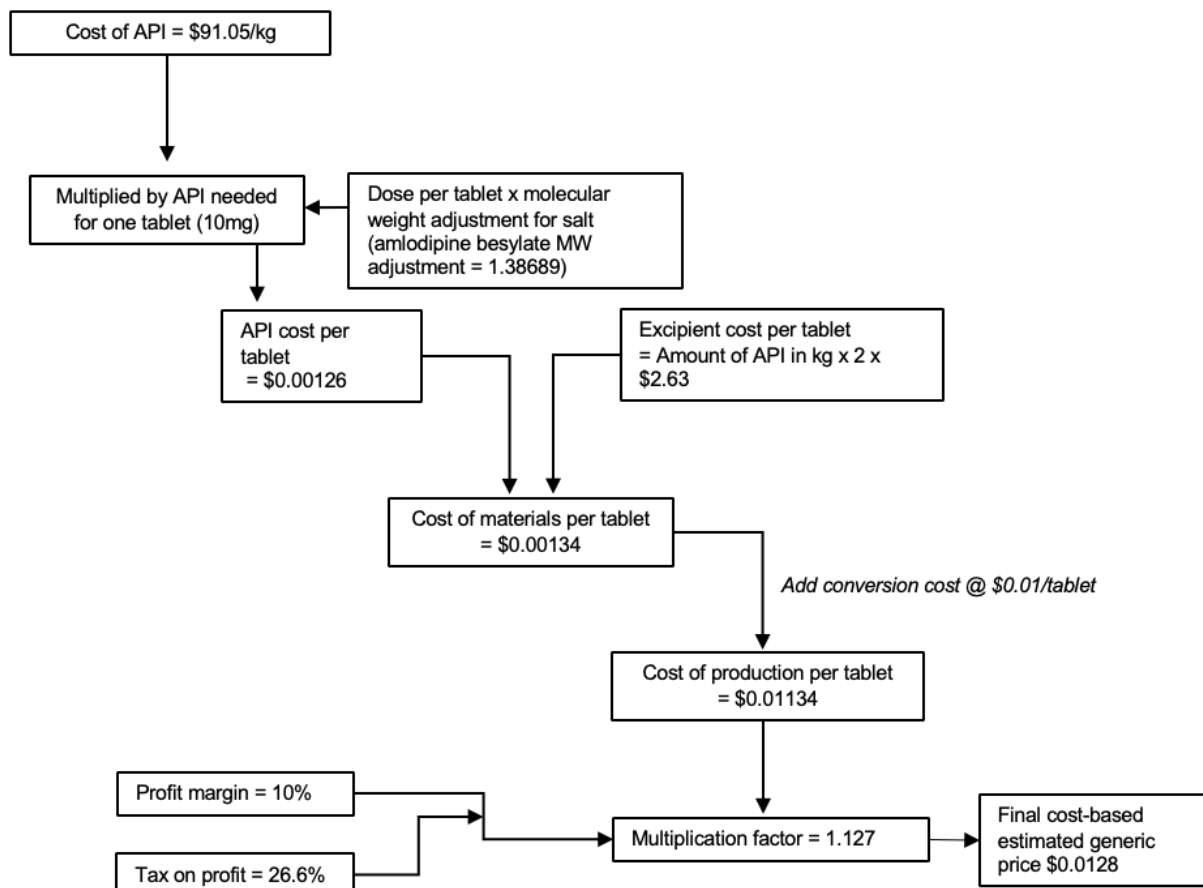 Cost of API = $91.05/kg
Multiplied by API needed
for one tablet (10mg)
Dose per tablet x molecular
weight adjustment for salt
(amlodipine besylate MW
adjustment = 1.38689)
API cost per
tablet
= $0.00126
Excipient cost per tablet
= Amount of API in kg x 2 x
$2.63
Cost of materials per tablet
= $0.00134
Add conversion cost @ $0.01/tablet
Cost of production per tablet
= $0.01134
Profit margin = 10%
Tax on profit = 26.6%
Multiplication factor = 1.127
Final cost-based
estimated generic
price $0.0128